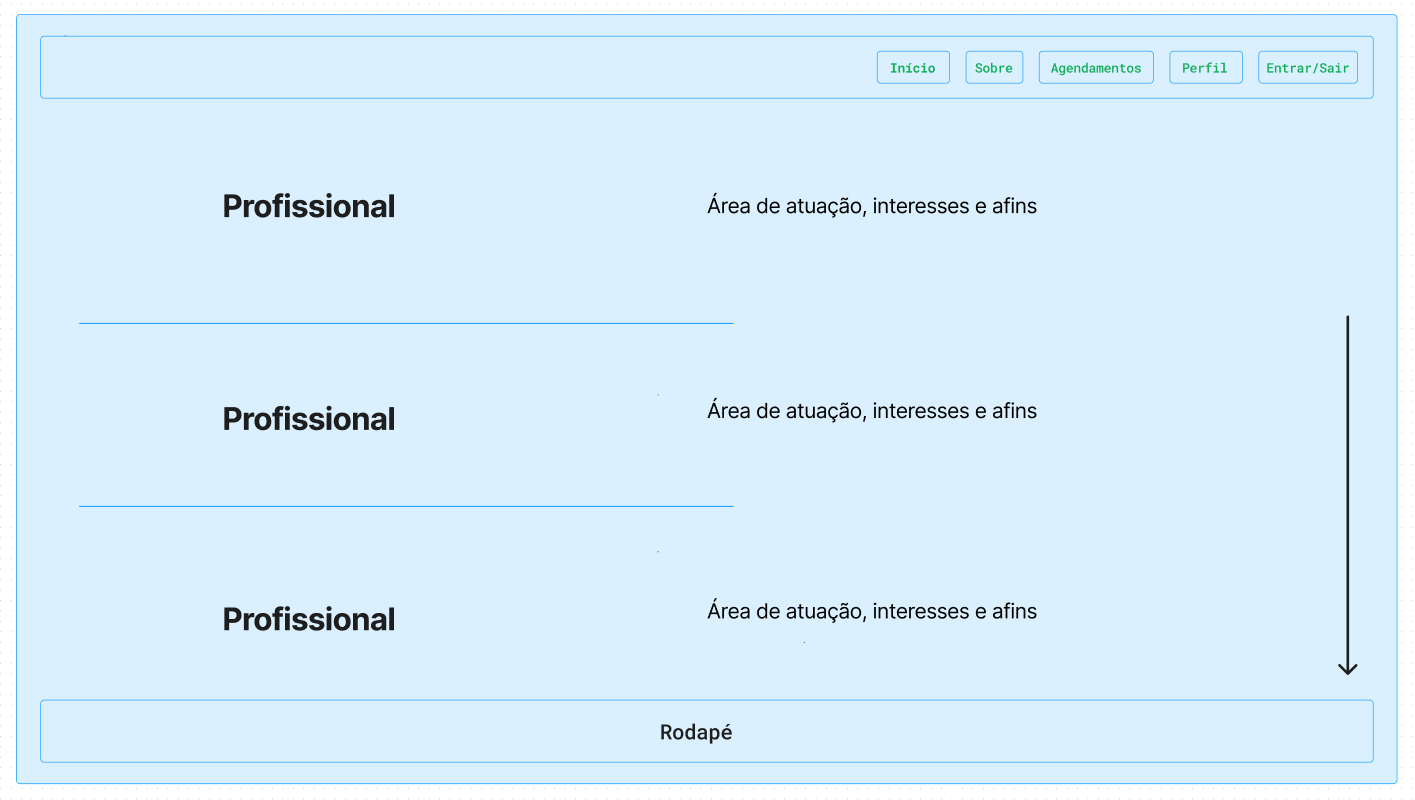 Início Sobre Agendamentos Perfil Entrar/Sair
Profissional
Área de atuação, interesses e afins
Profissional
Área de atuação, interesses e afins
Profissional
Área de atuação, interesses e afins
Rodapé